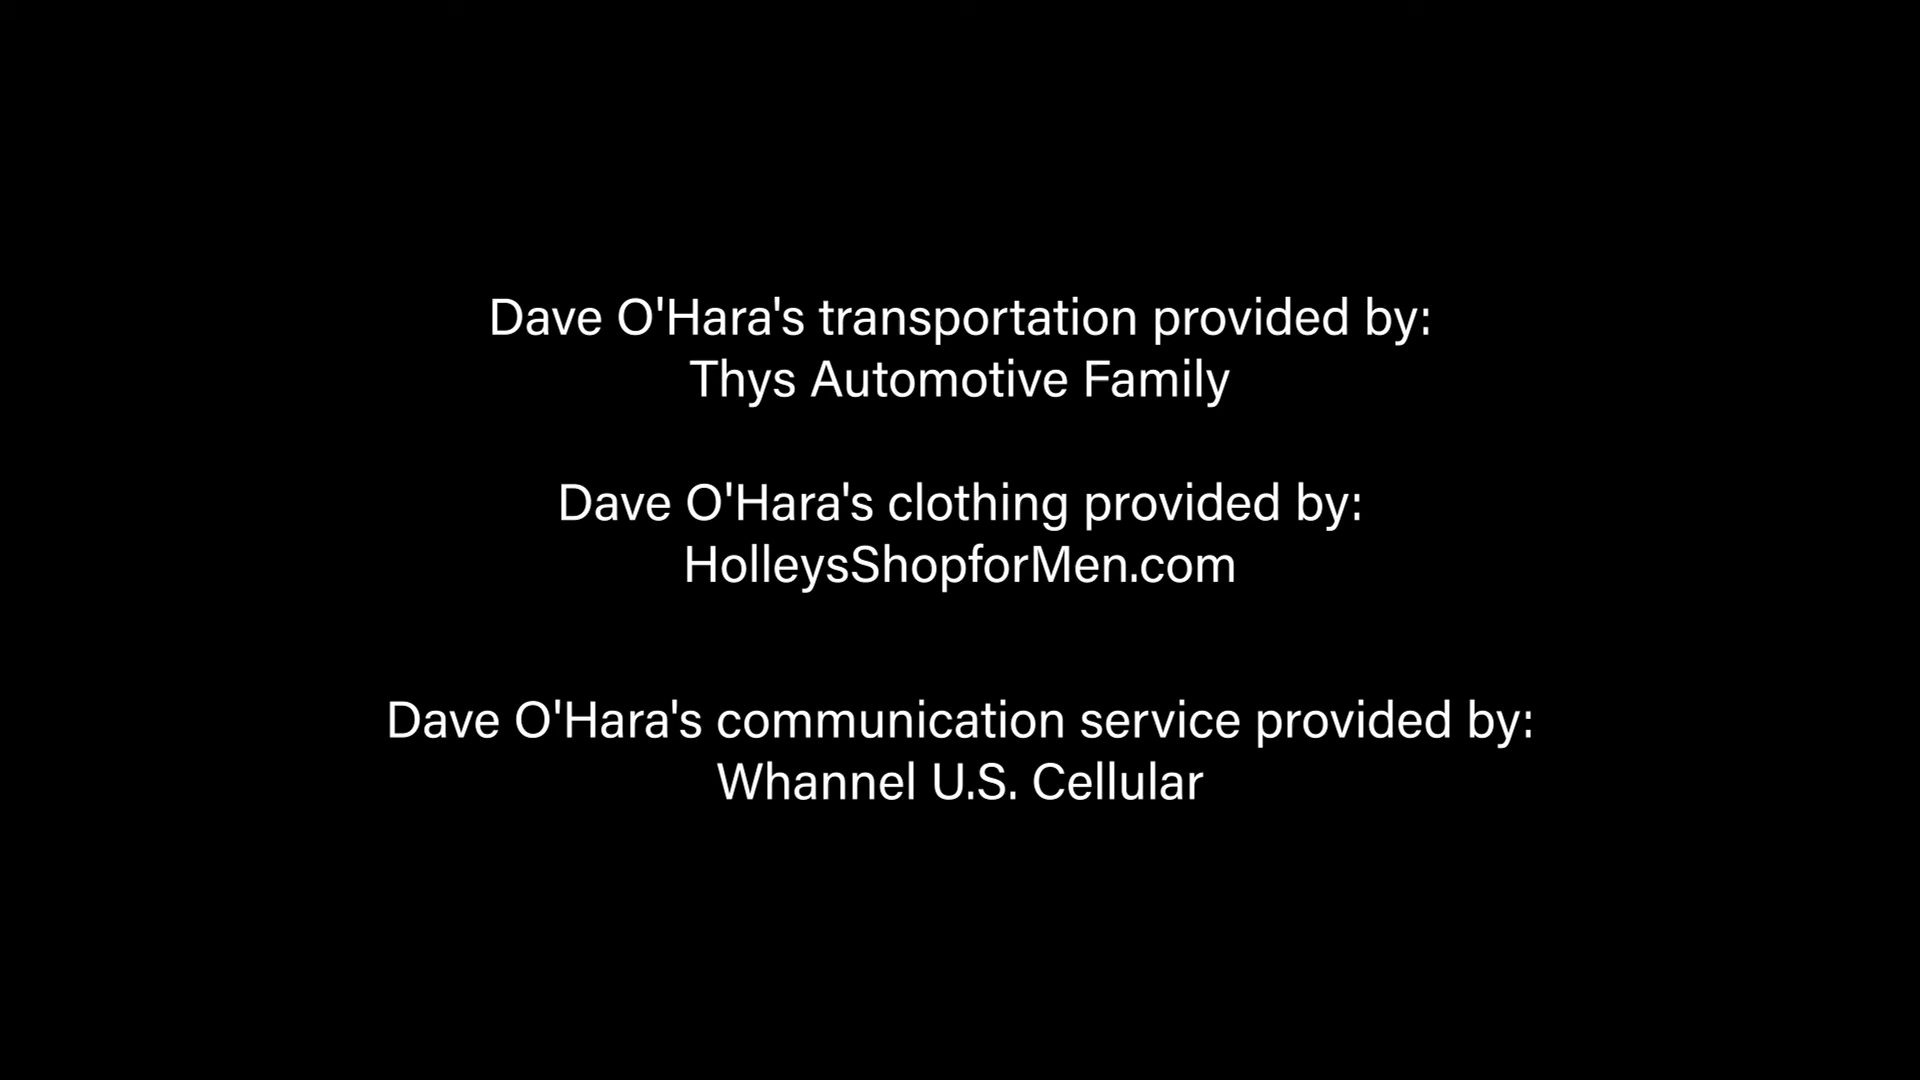 Dave O'Hara's transportation provided by:
Thys Automotive Family
Dave O'Hara's clothing provided by:
HolleysShopforMen.com
Dave O'Hara's communication service provided by:
Whannel U.S. Cellular